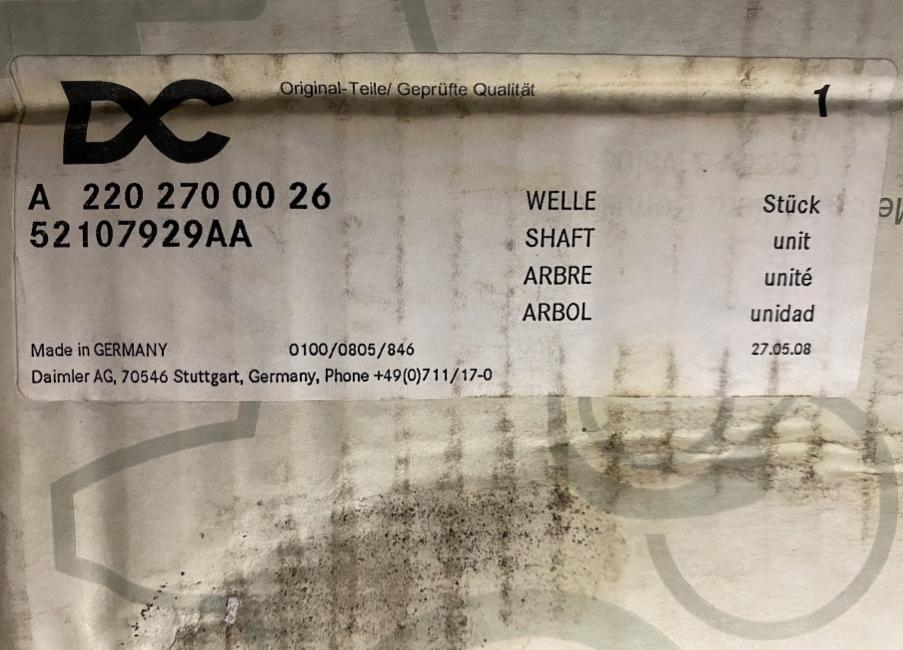 DC Original-Teile/ Geprüfte Qualität 1
A 220 270 00 26 WELLE Stück
52107929AA SHAFT unit
ARBRE unité
ARBOL unidad
Made in GERMANY 0100/0805/846 27.05.08
Daimler AG, 70546 Stuttgart, Germany, Phone +49(0)711/17-0